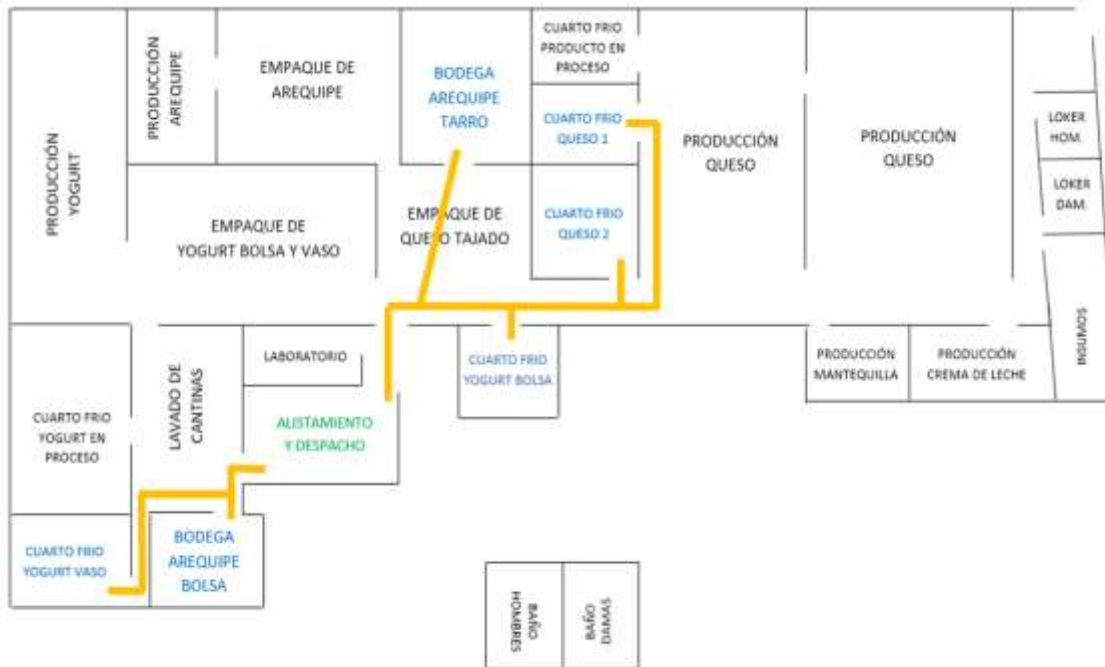 PRODUCCIÓN
YOGURT
PRODUCCIÓN
AREQUIPE
EMPAQUE DE
AREQUIPE
BODEGA
AREQUIPE
TARRO
CUARTO FRIO
PRODUCTO EN
PROCESO
CUARTO FRIO
QUESO 1
PRODUCCIÓN
QUESO
PRODUCCIÓN
QUESO
LOKER
HOM.
LOKER
DAM.
EMPAQUE DE
YOGURT BOLSA Y VASO
EMPAQUE DE
QUESO TAJADO
CUARTO FRIO
QUESO 2
INSUMOS
LABORATORIO
CUARTO FRIO
YOGURT BOLSA
PRODUCCIÓN
MANTEQUILLA
PRODUCCIÓN
CREMA DE LECHE
CUARTO FRIO
YOGURT EN
PROCESO
LAVADO DE
CANTINAS
ALISTAMIENTO
Y DESPACHO
CUARTO FRIO
YOGURT VASO
BODEGA
AREQUIPE
BOLSA
BAÑO
HOMBRES
BAÑO
DAMAS